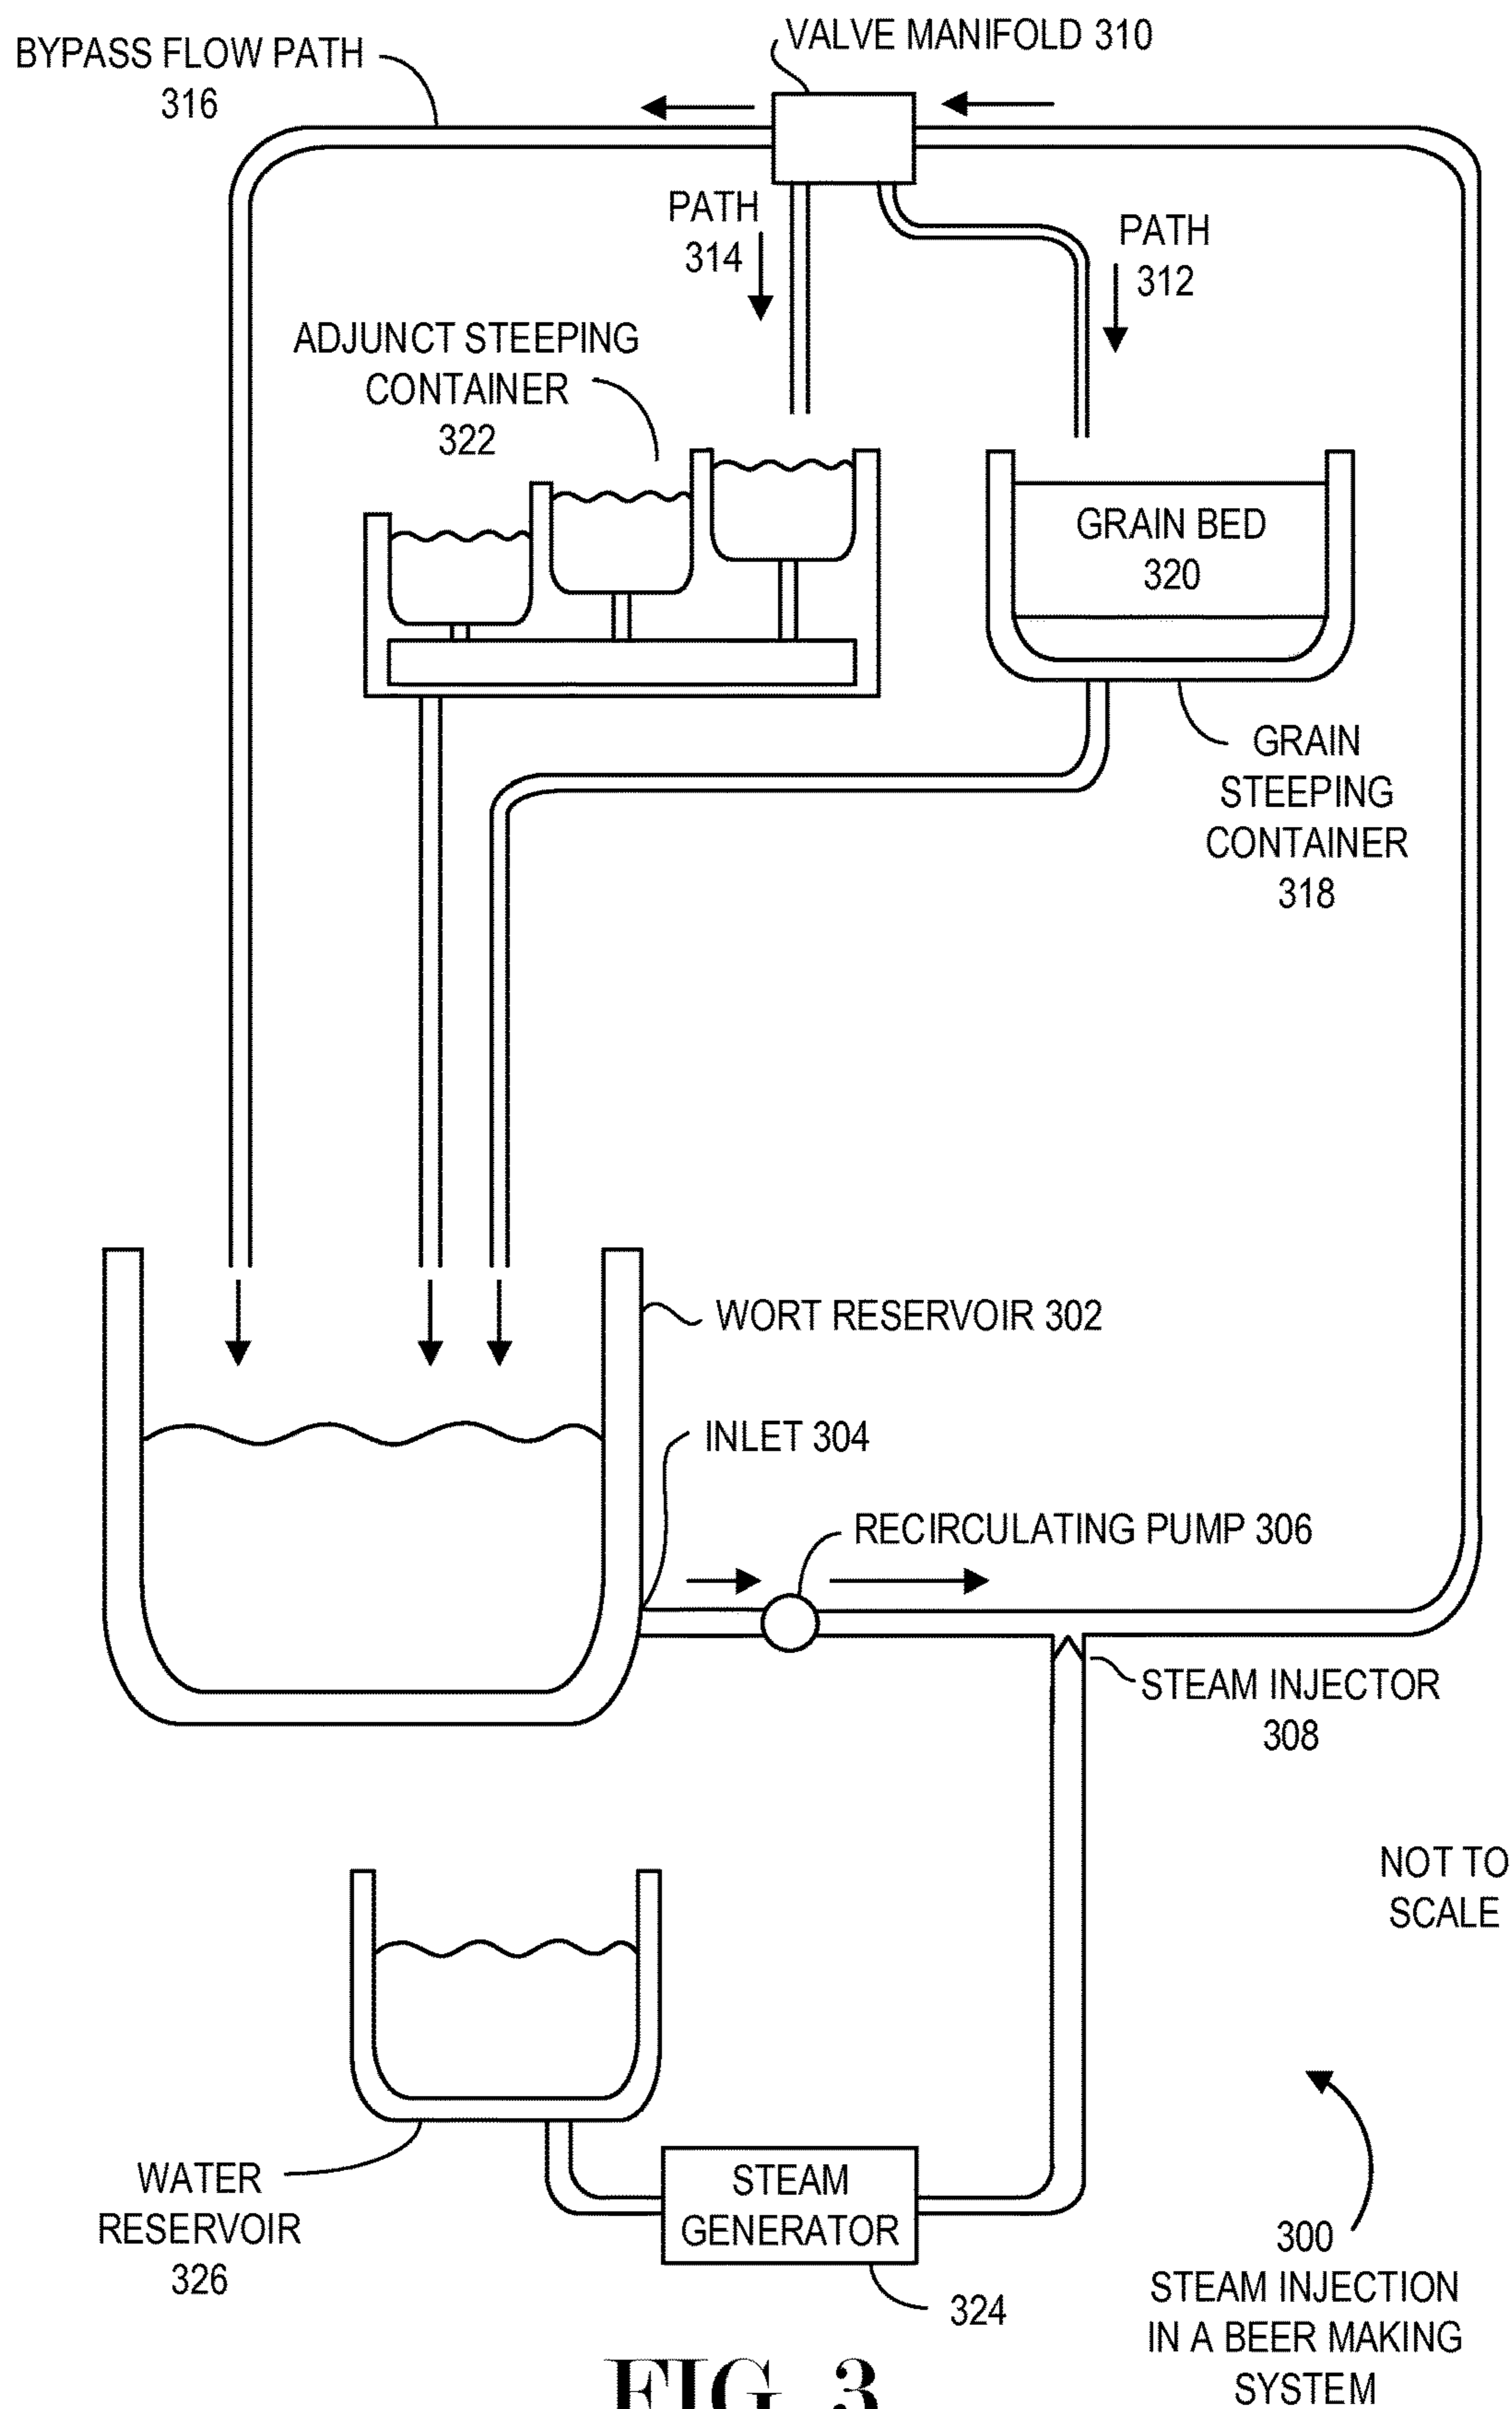 VALVE MANIFOLD 310
BYPASS FLOW PATH
316
PATH
314
PATH
312
ADJUNCT STEEPING
CONTAINER
322
GRAIN BED
320
GRAIN
STEEPING
CONTAINER
318
WORT RESERVOIR 302
INLET 304
RECIRCULATING PUMP 306
STEAM INJECTOR
308
NOT TO
SCALE
WATER
RESERVOIR
326
STEAM
GENERATOR
324
300
STEAM INJECTION
IN A BEER MAKING
SYSTEM
FIG. 3